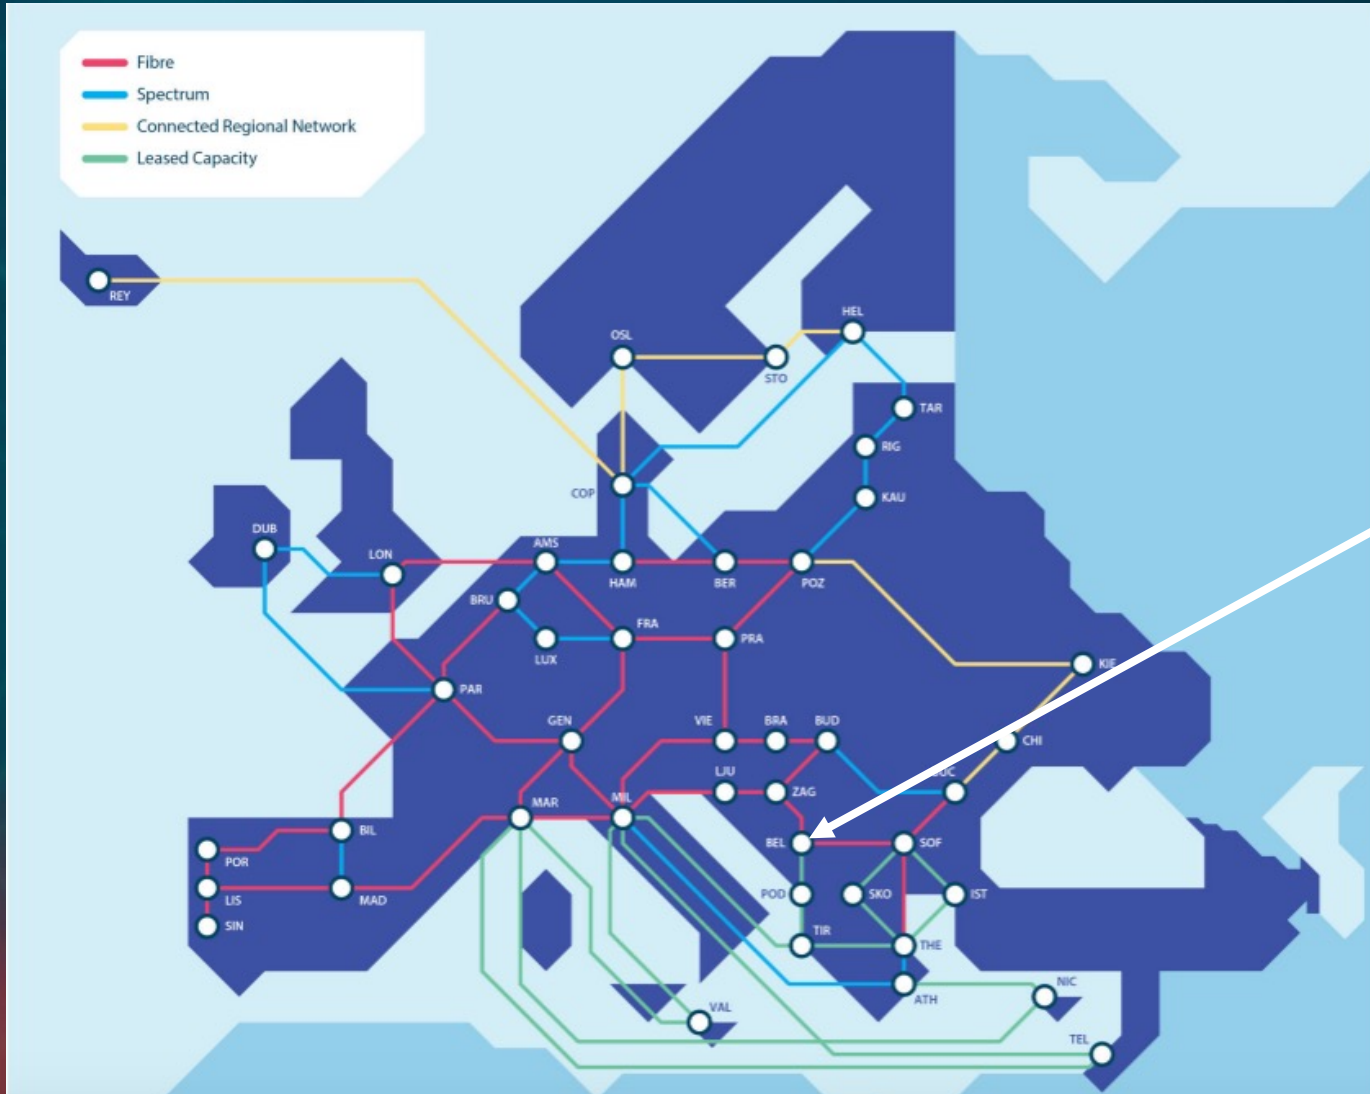 Fibre
Spectrum
Connected Regional Network
Leased Capacity
REY
OSL
HEL
STO
TAR
RIG
COP
KAU
DUB
LON
AMS
HAM
BER
POZ
BRU
FRA
PRA
LUX
KIE
PAR
GEN
VIE
BRA
BUD
CHI
LJU
ZAG
MAR
MIL
BIL
BEL
SOF
POR
LIS
MAD
POD
SKO
IST
SIN
TIR
THE
ATH
NIC
VAL
TEL